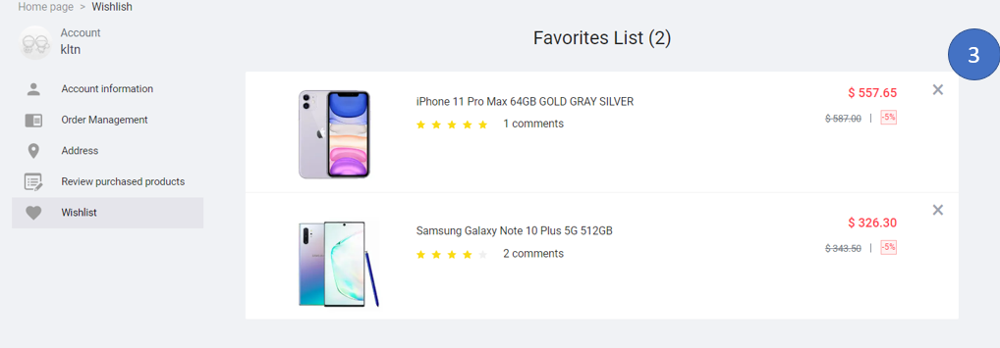 Home page > Wishlist
Account
kltn
Account information
Order Management
Address
Review purchased products
Wishlist
Favorites List (2)
3
iPhone 11 Pro Max 64GB GOLD GRAY SILVER
1 comments
$ 557.65
$ 587.00 | -5%
Samsung Galaxy Note 10 Plus 5G 512GB
2 comments
$ 326.30
$ 343.50 | -5%